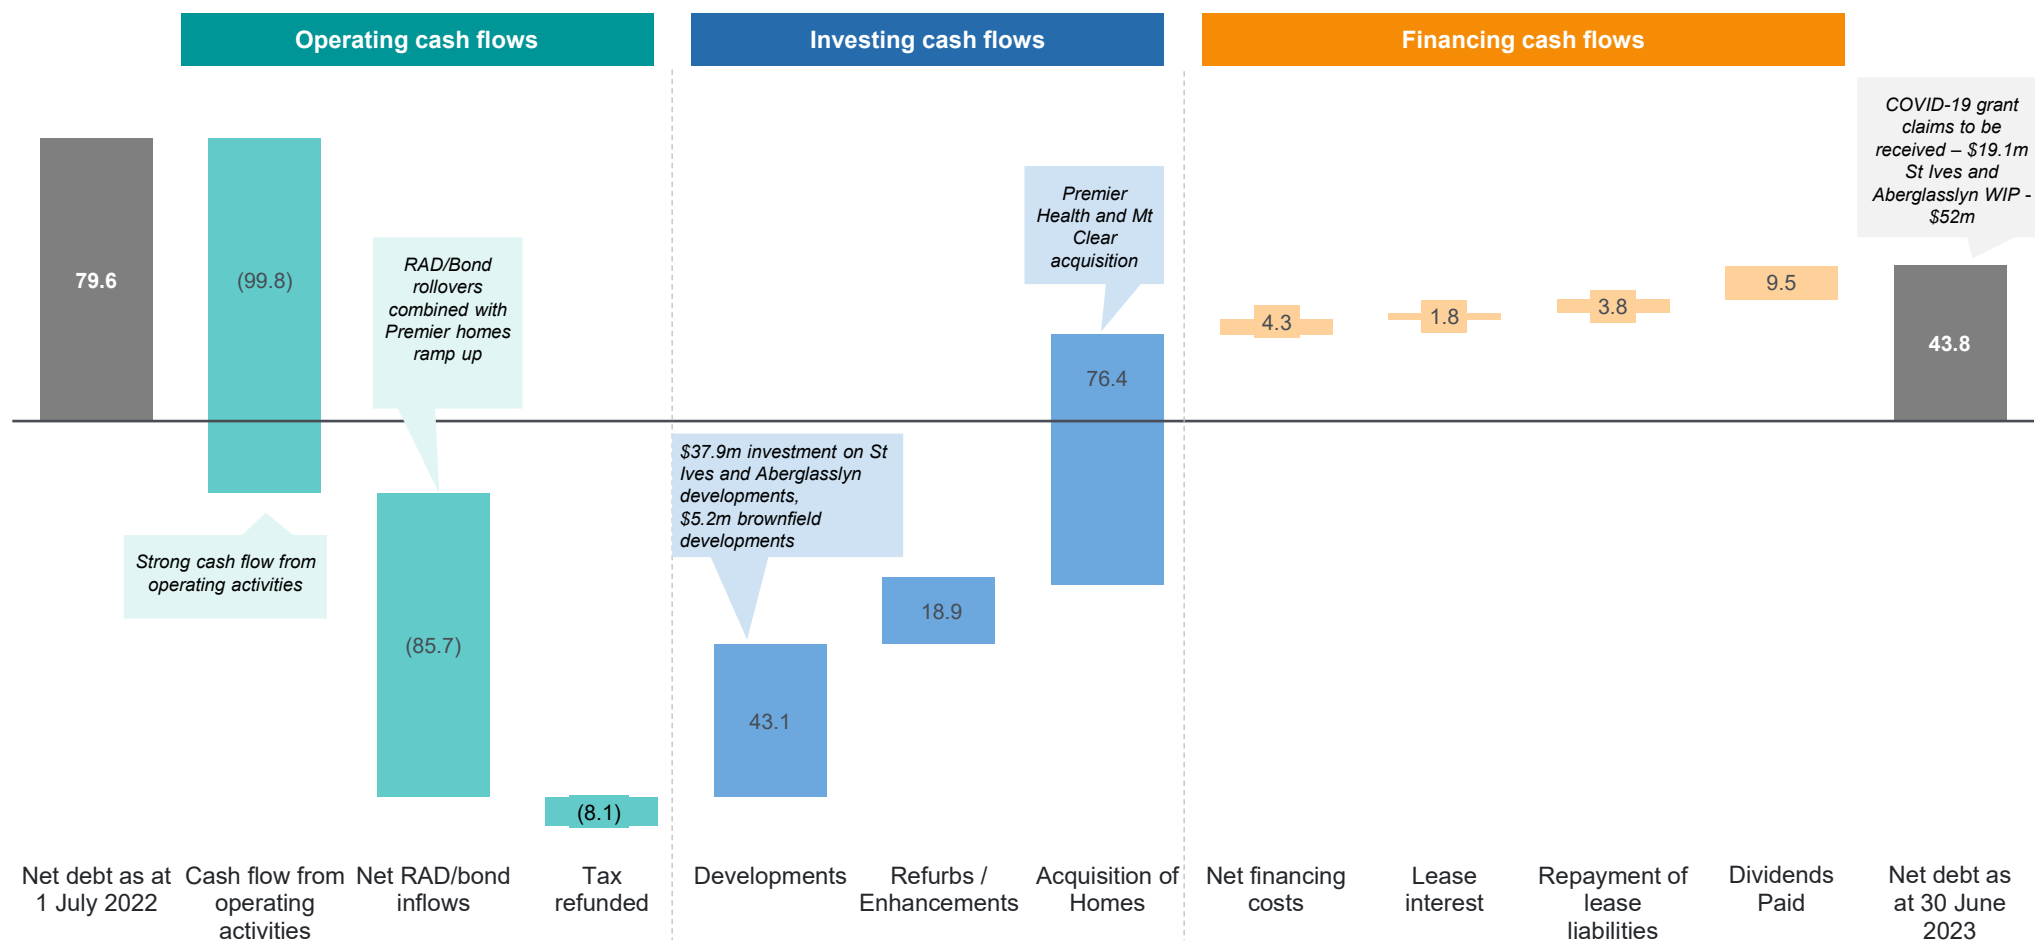 Operating cash flows
Investing cash flows
Financing cash flows
COVID-19 grant
claims to be
received – $19.1m
St Ives and
Aberglasslyn WIP -
$52m
Premier
Health and Mt
Clear
acquisition
RAD/Bond
rollovers
combined with
Premier homes
ramp up
79.6
(99.8)
4.3
1.8
3.8
9.5
43.8
76.4
$37.9m investment on St
Ives and Aberglasslyn
developments,
$5.2m brownfield
developments
Strong cash flow from
operating activities
(85.7)
18.9
43.1
(8.1)
Net debt as at
1 July 2022
Cash flow from
operating
activities
Net RAD/bond
inflows
Tax
refunded
Developments
Refurbs /
Enhancements
Acquisition of
Homes
Net financing
costs
Lease
interest
Repayment of
lease
liabilities
Dividends
Paid
Net debt as
at 30 June
2023